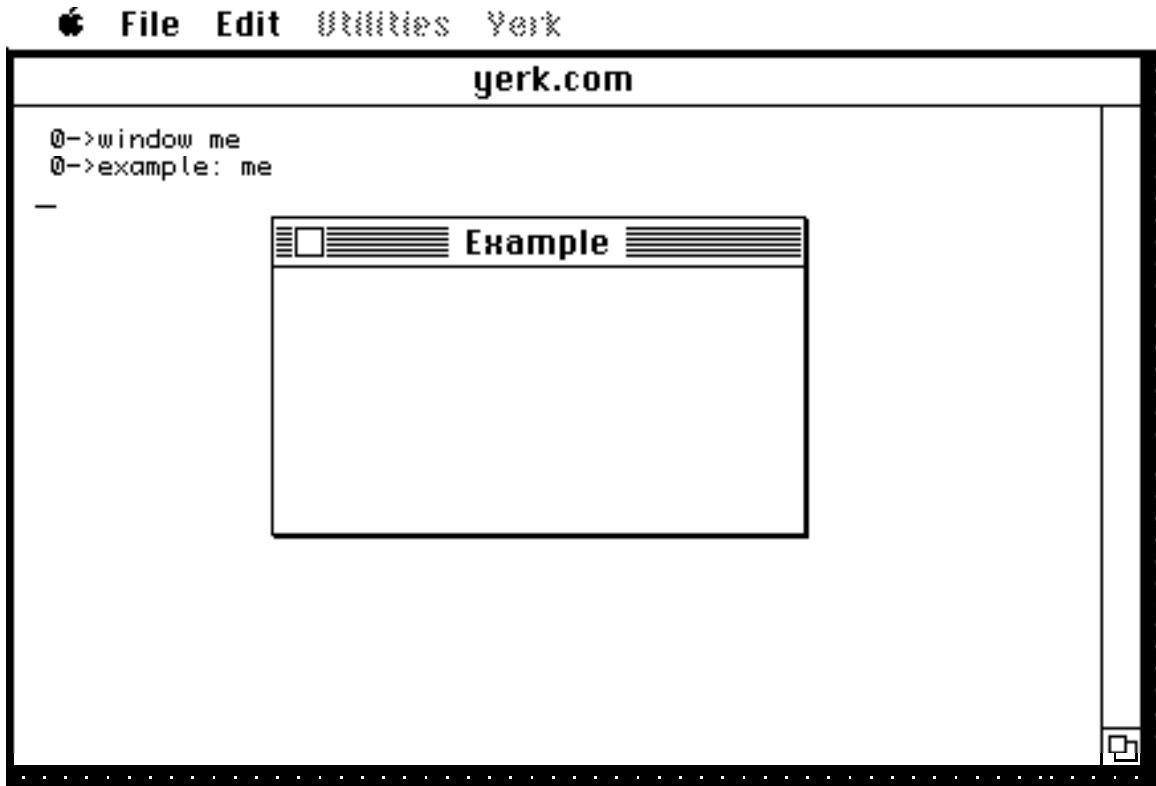 File Edit Utilities Yerk
yerk.com
0->window me
0->example: me
Example